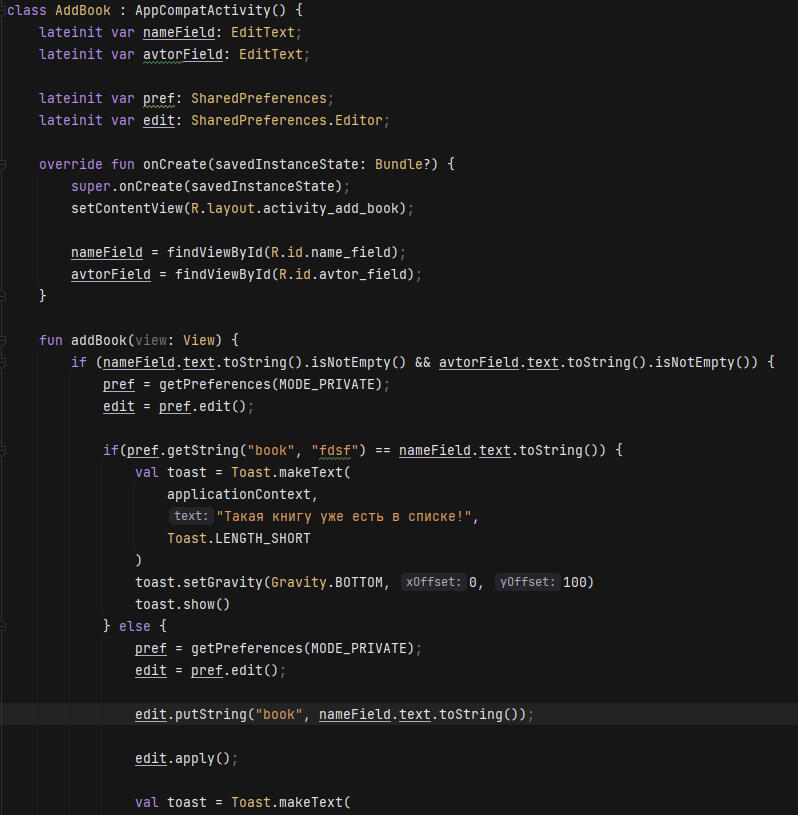 class AddBook : AppCompatActivity() {
    lateinit var nameField: EditText;
    lateinit var avtorField: EditText;

    lateinit var pref: SharedPreferences;
    lateinit var edit: SharedPreferences.Editor;

    override fun onCreate(savedInstanceState: Bundle?) {
        super.onCreate(savedInstanceState);
        setContentView(R.layout.activity_add_book);

        nameField = findViewById(R.id.name_field);
        avtorField = findViewById(R.id.avtor_field);
    }

    fun addBook(view: View) {
        if (nameField.text.toString().isNotEmpty() && avtorField.text.toString().isNotEmpty()) {
            pref = getPreferences(MODE_PRIVATE);
            edit = pref.edit();

            if(pref.getString("book", "fdsf") == nameField.text.toString()) {
                val toast = Toast.makeText(
                    applicationContext,
                    text: "Такая книгу уже есть в списке!",
                    Toast.LENGTH_SHORT
                )
                toast.setGravity(Gravity.BOTTOM, xOffset: 0, yOffset: 100)
                toast.show()
            } else {
                pref = getPreferences(MODE_PRIVATE);
                edit = pref.edit();

                edit.putString("book", nameField.text.toString());

                edit.apply();

                val toast = Toast.makeText(